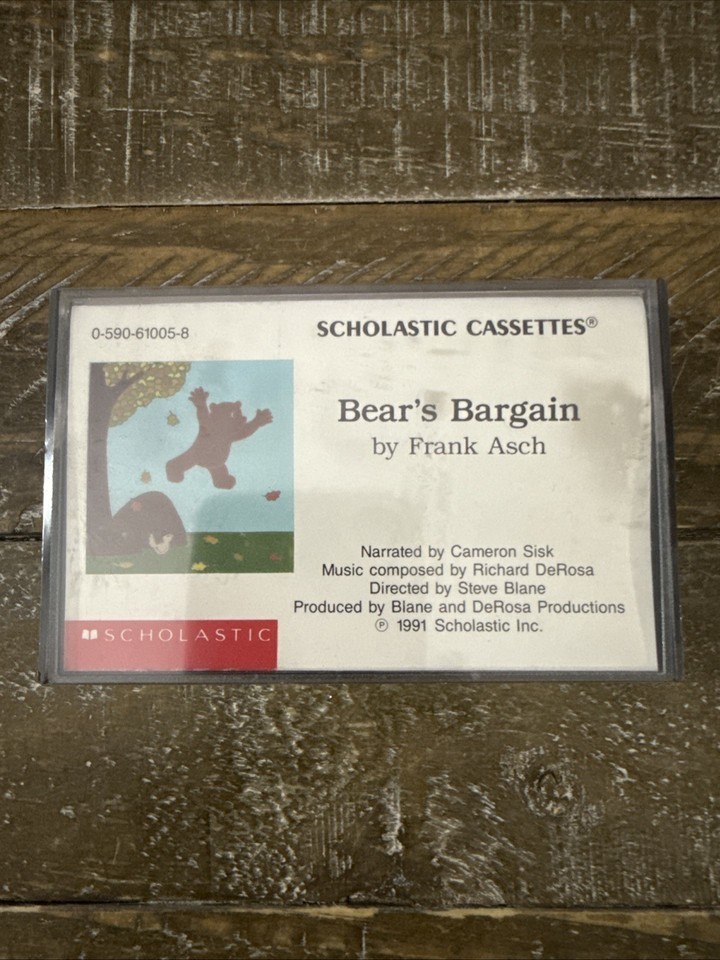 0-590-61005-8
SCHOLASTIC CASSETTES®
Bear's Bargain
by Frank Asch
Narrated by Cameron Sisk
Music composed by Richard DeRosa
Directed by Steve Blane
Produced by Blane and DeRosa Productions
℗ 1991 Scholastic Inc.
SCHOLASTIC